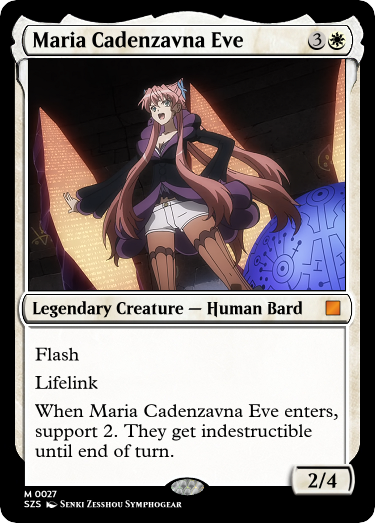 Maria Cadenzavna Eve 3
Legendary Creature — Human Bard
Flash
Lifelink
When Maria Cadenzavna Eve enters,
support 2. They get indestructible
until end of turn.
2/4
M 0027
SZS Senki Zesshou Symphogear